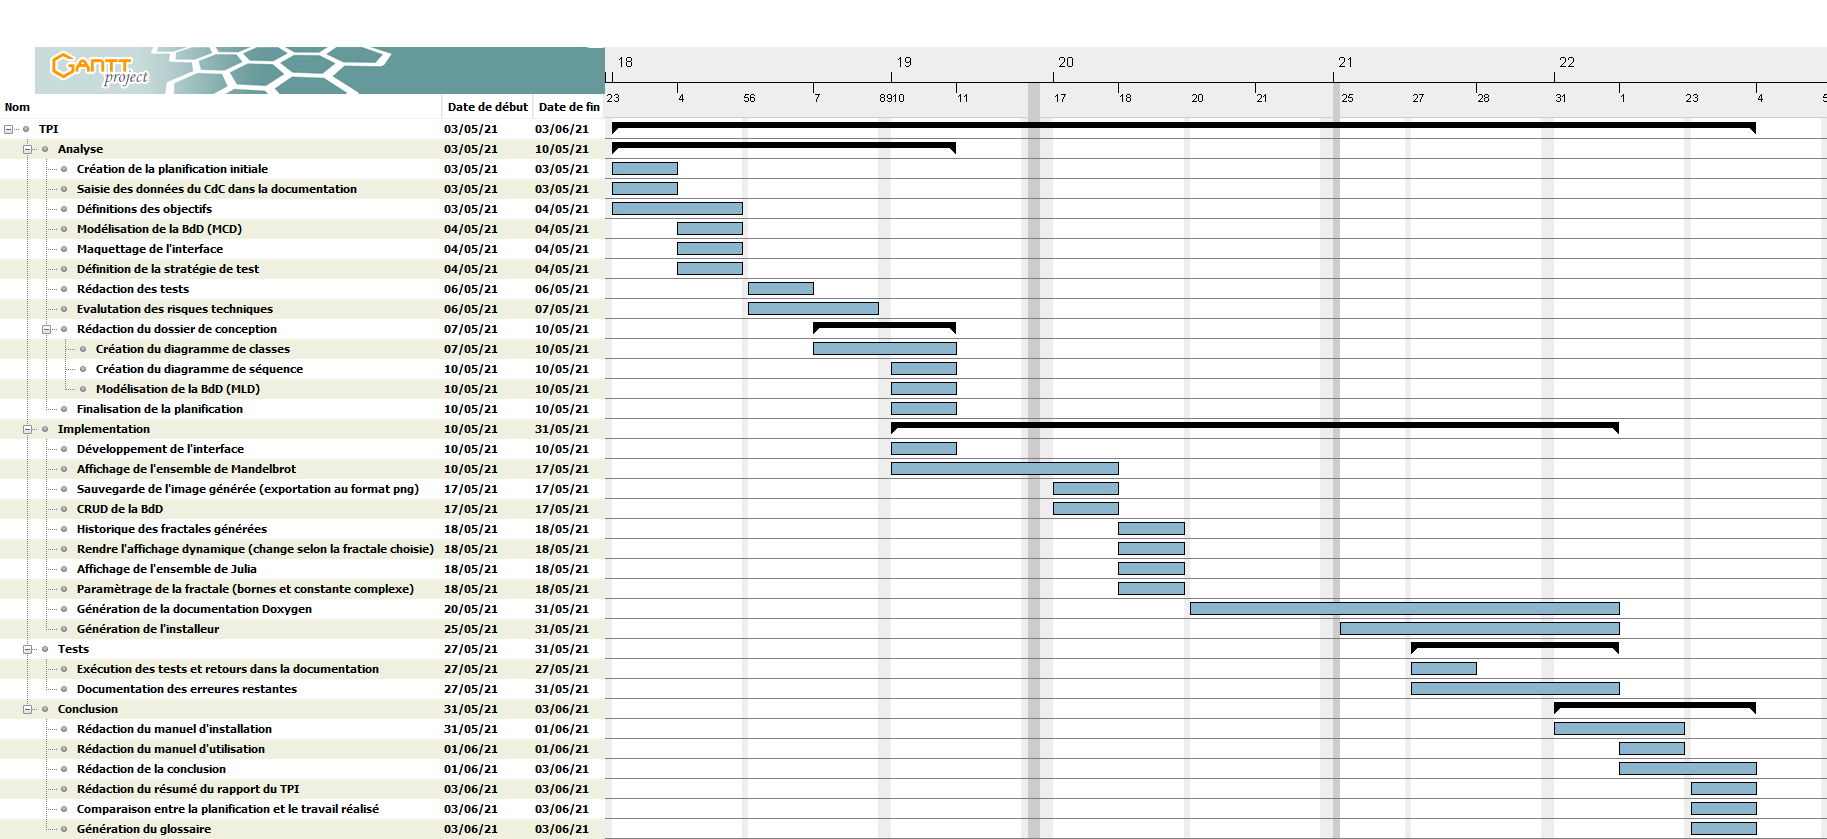 GANTT
project
18 19 20 21 22
Nom Date de début Date de fin
23 4 56 7 8910 11 17 18 20 21 25 27 28 31 1 23 4 5
TPI 03/05/21 03/06/21
Analyse 03/05/21 10/05/21
Création de la planification initiale 03/05/21 03/05/21
Saisie des données du CdC dans la documentation 03/05/21 03/05/21
Définitions des objectifs 03/05/21 04/05/21
Modélisation de la BdD (MCD) 04/05/21 04/05/21
Maquettage de l'interface 04/05/21 04/05/21
Définition de la stratégie de test 04/05/21 04/05/21
Rédaction des tests 06/05/21 06/05/21
Evalutation des risques techniques 06/05/21 07/05/21
Rédaction du dossier de conception 07/05/21 10/05/21
Création du diagramme de classes 07/05/21 10/05/21
Création du diagramme de séquence 10/05/21 10/05/21
Modélisation de la BdD (MLD) 10/05/21 10/05/21
Finalisation de la planification 10/05/21 10/05/21
Implementation 10/05/21 31/05/21
Développement de l'interface 10/05/21 10/05/21
Affichage de l'ensemble de Mandelbrot 10/05/21 17/05/21
Sauvegarde de l'image générée (exportation au format png) 17/05/21 17/05/21
CRUD de la BdD 17/05/21 17/05/21
Historique des fractales générées 18/05/21 18/05/21
Rendre l'affichage dynamique (change selon la fractale choisie) 18/05/21 18/05/21
Affichage de l'ensemble de Julia 18/05/21 18/05/21
Paramètrage de la fractale (bornes et constante complexe) 18/05/21 18/05/21
Génération de la documentation Doxygen 20/05/21 31/05/21
Génération de l'installeur 25/05/21 31/05/21
Tests 27/05/21 31/05/21
Exécution des tests et retours dans la documentation 27/05/21 27/05/21
Documentation des erreures restantes 27/05/21 31/05/21
Conclusion 31/05/21 03/06/21
Rédaction du manuel d'installation 31/05/21 01/06/21
Rédaction du manuel d'utilisation 01/06/21 01/06/21
Rédaction de la conclusion 01/06/21 03/06/21
Rédaction du résumé du rapport du TPI 03/06/21 03/06/21
Comparaison entre la planification et le travail réalisé 03/06/21 03/06/21
Génération du glossaire 03/06/21 03/06/21